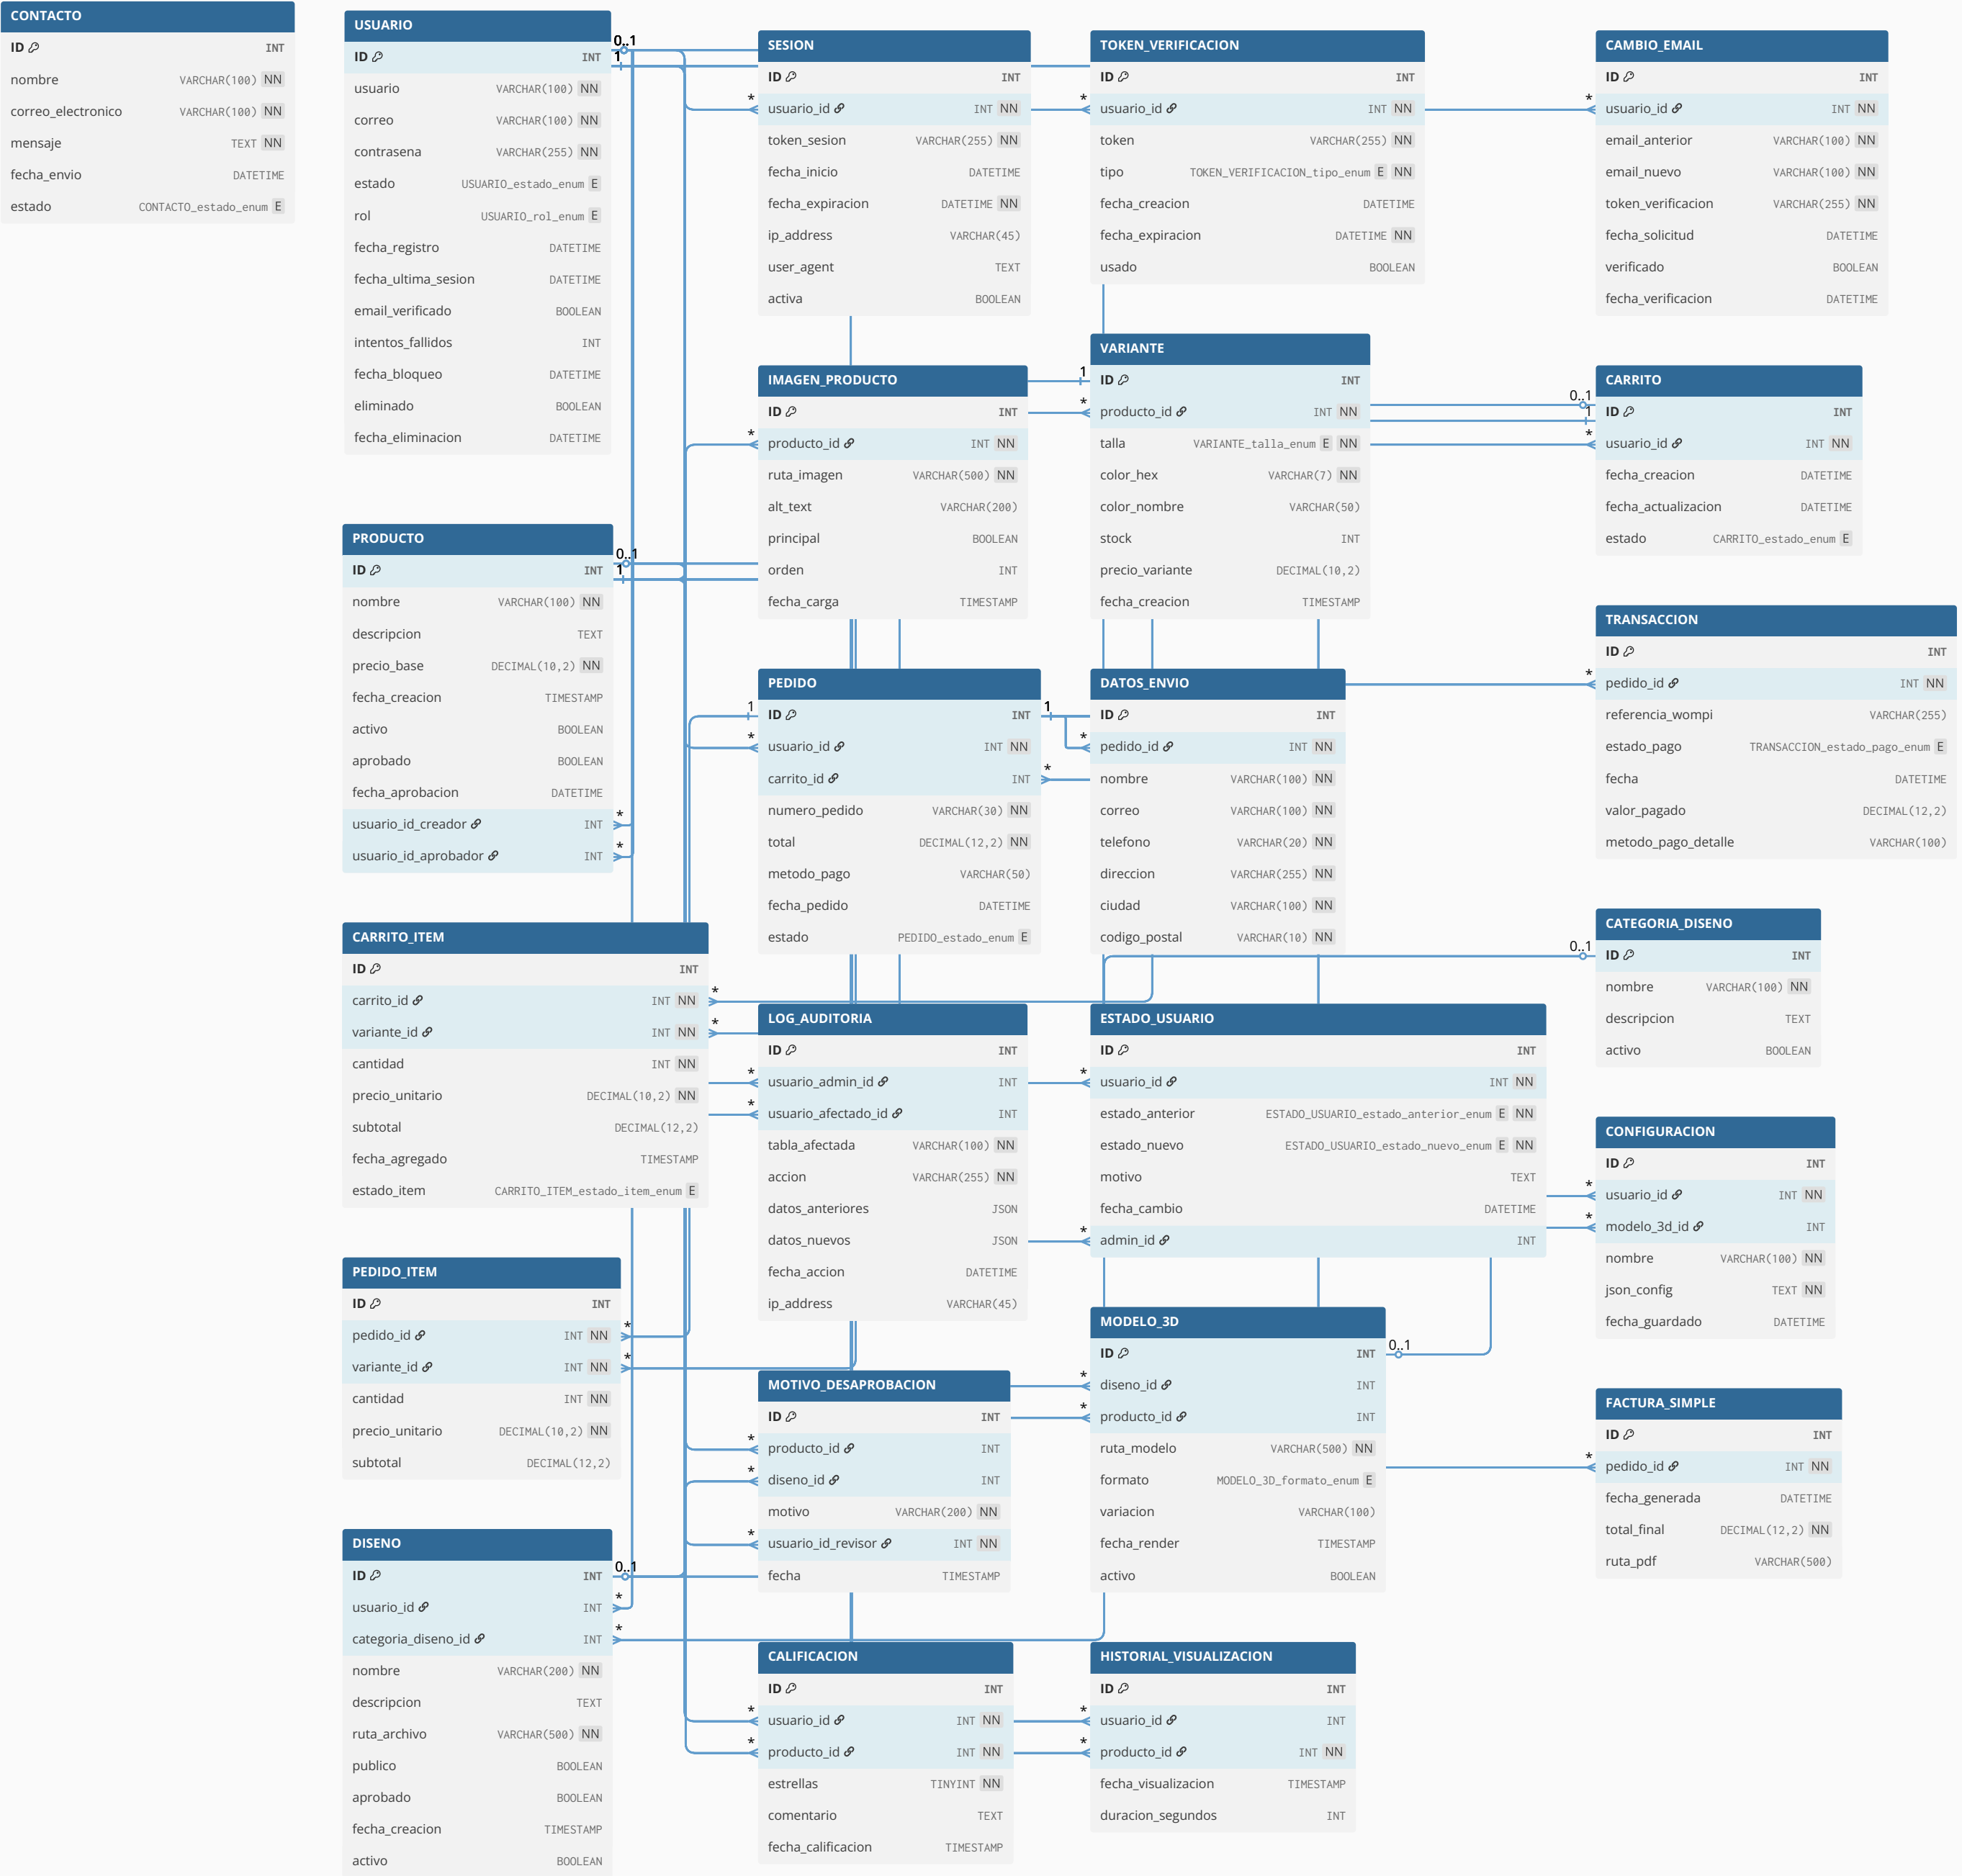 CONTACTO
ID INT
nombre VARCHAR(100) NN
correo_electronico VARCHAR(100) NN
mensaje TEXT NN
fecha_envio DATETIME
estado CONTACTO_estado_enum E
USUARIO
ID INT
usuario VARCHAR(100) NN
correo VARCHAR(100) NN
contrasena VARCHAR(255) NN
estado USUARIO_estado_enum E
rol USUARIO_rol_enum E
fecha_registro DATETIME
fecha_ultima_sesion DATETIME
email_verificado BOOLEAN
intentos_fallidos INT
fecha_bloqueo DATETIME
eliminado BOOLEAN
fecha_eliminacion DATETIME
0..1
1
SESION
ID INT
* usuario_id INT NN
token_sesion VARCHAR(255) NN
fecha_inicio DATETIME
fecha_expiracion DATETIME NN
ip_address VARCHAR(45)
user_agent TEXT
activa BOOLEAN
TOKEN_VERIFICACION
ID INT
* usuario_id INT NN
token VARCHAR(255) NN
tipo TOKEN_VERIFICACION_tipo_enum E NN
fecha_creacion DATETIME
fecha_expiracion DATETIME NN
usado BOOLEAN
CAMBIO_EMAIL
ID INT
* usuario_id INT NN
email_anterior VARCHAR(100) NN
email_nuevo VARCHAR(100) NN
token_verificacion VARCHAR(255) NN
fecha_solicitud DATETIME
verificado BOOLEAN
fecha_verificacion DATETIME
IMAGEN_PRODUCTO
ID INT
* producto_id INT NN
ruta_imagen VARCHAR(500) NN
alt_text VARCHAR(200)
principal BOOLEAN
orden INT
fecha_carga TIMESTAMP
VARIANTE
1 ID INT
* producto_id INT NN
talla VARIANTE_talla_enum E NN
color_hex VARCHAR(7) NN
color_nombre VARCHAR(50)
stock INT
precio_variante DECIMAL(10,2)
fecha_creacion TIMESTAMP
CARRITO
0..1
1
ID INT
* usuario_id INT NN
fecha_creacion DATETIME
fecha_actualizacion DATETIME
estado CARRITO_estado_enum E
PRODUCTO
ID INT
0..1
1
nombre VARCHAR(100) NN
descripcion TEXT
precio_base DECIMAL(10,2) NN
fecha_creacion TIMESTAMP
activo BOOLEAN
aprobado BOOLEAN
fecha_aprobacion DATETIME
usuario_id_creador INT *
usuario_id_aprobador INT *
PEDIDO
1 ID INT 1
* usuario_id INT NN
carrito_id INT *
numero_pedido VARCHAR(30) NN
total DECIMAL(12,2) NN
metodo_pago VARCHAR(50)
fecha_pedido DATETIME
estado PEDIDO_estado_enum E
DATOS_ENVIO
ID INT
* pedido_id INT NN
nombre VARCHAR(100) NN
correo VARCHAR(100) NN
telefono VARCHAR(20) NN
direccion VARCHAR(255) NN
ciudad VARCHAR(100) NN
codigo_postal VARCHAR(10) NN
TRANSACCION
ID INT
* pedido_id INT NN
referencia_wompi VARCHAR(255)
estado_pago TRANSACCION_estado_pago_enum E
fecha DATETIME
valor_pagado DECIMAL(12,2)
metodo_pago_detalle VARCHAR(100)
CARRITO_ITEM
ID INT
carrito_id INT NN *
variante_id INT NN *
cantidad INT NN
precio_unitario DECIMAL(10,2) NN
subtotal DECIMAL(12,2)
fecha_agregado TIMESTAMP
estado_item CARRITO_ITEM_estado_item_enum E
LOG_AUDITORIA
ID INT
* usuario_admin_id INT
* usuario_afectado_id INT
tabla_afectada VARCHAR(100) NN
accion VARCHAR(255) NN
datos_anteriores JSON
datos_nuevos JSON
fecha_accion DATETIME
ip_address VARCHAR(45)
ESTADO_USUARIO
ID INT
* usuario_id INT NN
estado_anterior ESTADO_USUARIO_estado_anterior_enum E NN
estado_nuevo ESTADO_USUARIO_estado_nuevo_enum E NN
motivo TEXT
fecha_cambio DATETIME
* admin_id INT
CATEGORIA_DISENO
0..1 ID INT
nombre VARCHAR(100) NN
descripcion TEXT
activo BOOLEAN
CONFIGURACION
ID INT
* usuario_id INT NN
* modelo_3d_id INT
nombre VARCHAR(100) NN
json_config TEXT NN
fecha_guardado DATETIME
PEDIDO_ITEM
ID INT
pedido_id INT NN *
variante_id INT NN *
cantidad INT NN
precio_unitario DECIMAL(10,2) NN
subtotal DECIMAL(12,2)
MOTIVO_DESAPROBACION
ID INT
* producto_id INT
* diseno_id INT
motivo VARCHAR(200) NN
* usuario_id_revisor INT NN
fecha TIMESTAMP
MODELO_3D
ID INT 0..1
* diseno_id INT
* producto_id INT
ruta_modelo VARCHAR(500) NN
formato MODELO_3D_formato_enum E
variacion VARCHAR(100)
fecha_render TIMESTAMP
activo BOOLEAN
FACTURA_SIMPLE
ID INT
* pedido_id INT NN
fecha_generada DATETIME
total_final DECIMAL(12,2) NN
ruta_pdf VARCHAR(500)
DISENO
ID INT 0..1
usuario_id INT *
categoria_diseno_id INT *
nombre VARCHAR(200) NN
descripcion TEXT
ruta_archivo VARCHAR(500) NN
publico BOOLEAN
aprobado BOOLEAN
fecha_creacion TIMESTAMP
activo BOOLEAN
CALIFICACION
ID INT
* usuario_id INT NN
* producto_id INT NN
estrellas TINYINT NN
comentario TEXT
fecha_calificacion TIMESTAMP
HISTORIAL_VISUALIZACION
ID INT
* usuario_id INT
* producto_id INT NN
fecha_visualizacion TIMESTAMP
duracion_segundos INT